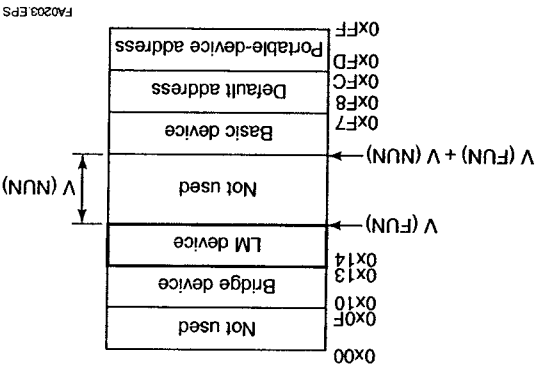 0x00
Not used
0x0F
0x10
Bridge device
0x13
0x14
LM device
V (FUN)
Not used
V (NUN)
V (FUN) + V (NUN)
Basic device
0xF7
0xF8
Default address
0xFC
0xFD
Portable-device address
0xFF
FA0203.EPS